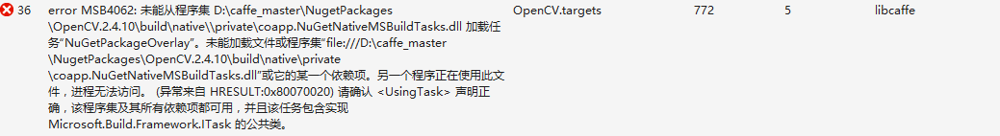 36 error MSB4062: 未能从程序集 D:\caffe_master\NugetPackages OpenCV.targets 772 5 libcaffe
\OpenCV.2.4.10\build\native\\private\coapp.NuGetNativeMSBuildTasks.dll 加载任
务“NuGetPackageOverlay”。未能加载文件或程序集“file:///D:\caffe_master
\NugetPackages\OpenCV.2.4.10\build\native\private
\coapp.NuGetNativeMSBuildTasks.dll”或它的某一个依赖项。另一个程序正在使用此文
件，进程无法访问。 (异常来自 HRESULT:0x80070020) 请确认 <UsingTask> 声明正
确，该程序集及其所有依赖项都可用，并且该任务包含实现
Microsoft.Build.Framework.ITask 的公共类。